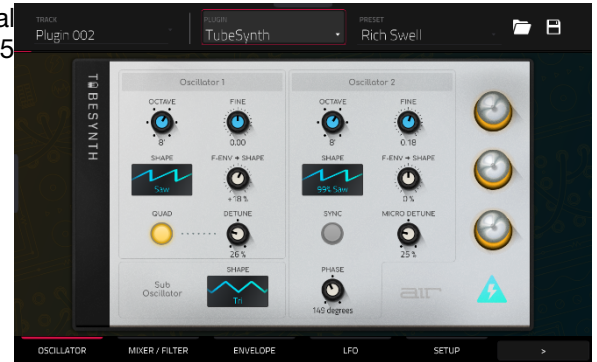 al
5
TRACK
Plugin 002
PLUGIN
TubeSynth
PRESET
Rich Swell
TUBESYNTH
Oscillator 1
OCTAVE
FINE
8'
0.00
SHAPE
F-ENV → SHAPE
Saw
+18 %
QUAD
DETUNE
26 %
Sub
Oscillator
SHAPE
Tri
Oscillator 2
OCTAVE
FINE
8'
0.18
SHAPE
F-ENV → SHAPE
99% Saw
0 %
SYNC
MICRO DETUNE
25 %
PHASE
149 degrees
air
OSCILLATOR
MIXER / FILTER
ENVELOPE
LFO
SETUP
>